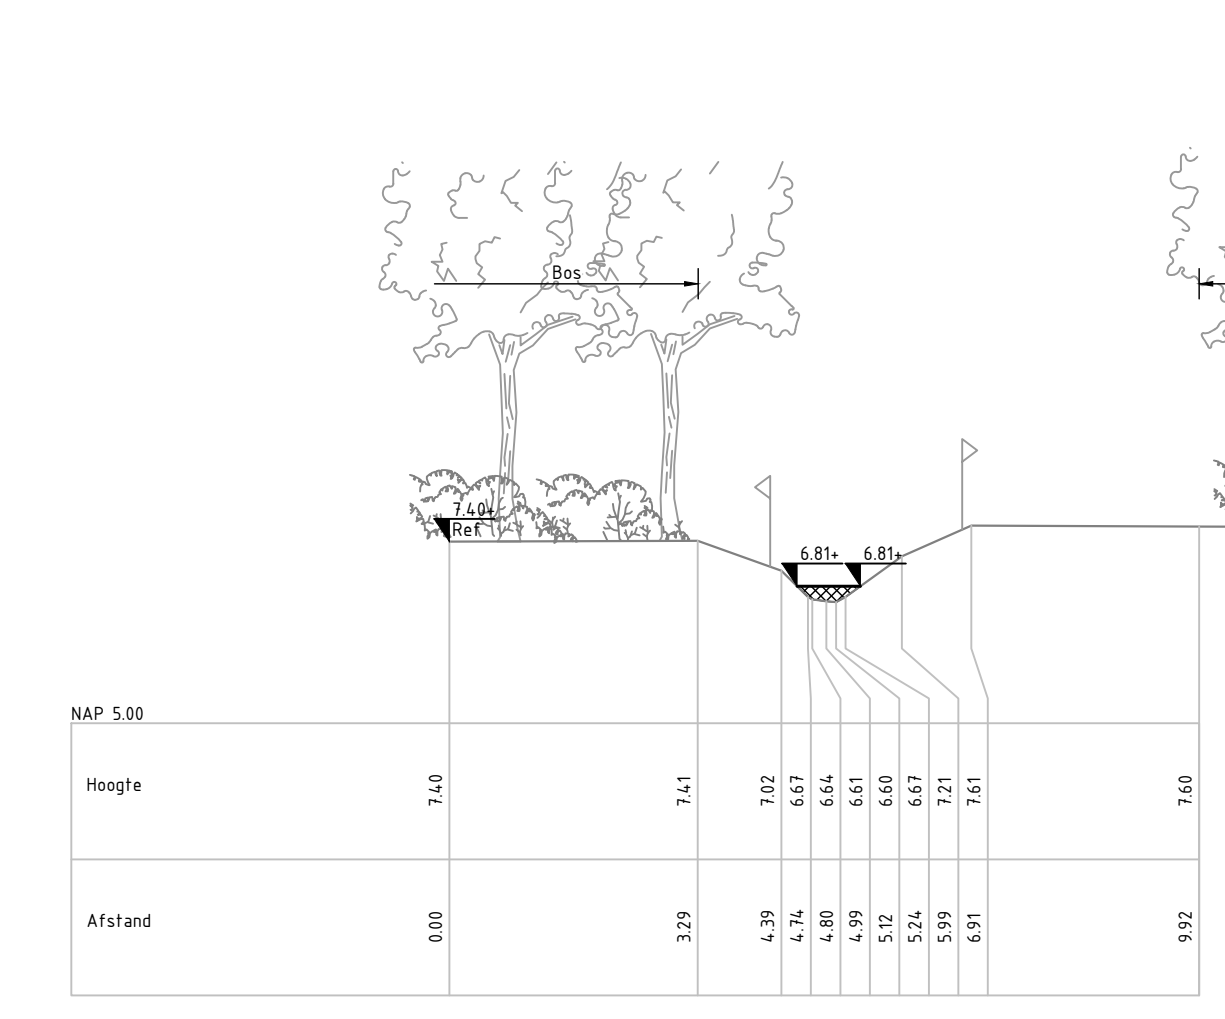 Bos
7.40+
Ref
6.81+ 6.81+
NAP 5.00
Hoogte 7.40 7.41 7.02 6.67 6.64 6.61 6.60 6.67 7.21 7.61 7.60
Afstand 0.00 3.29 4.39 4.74 4.80 4.99 5.12 5.24 5.99 6.91 9.92